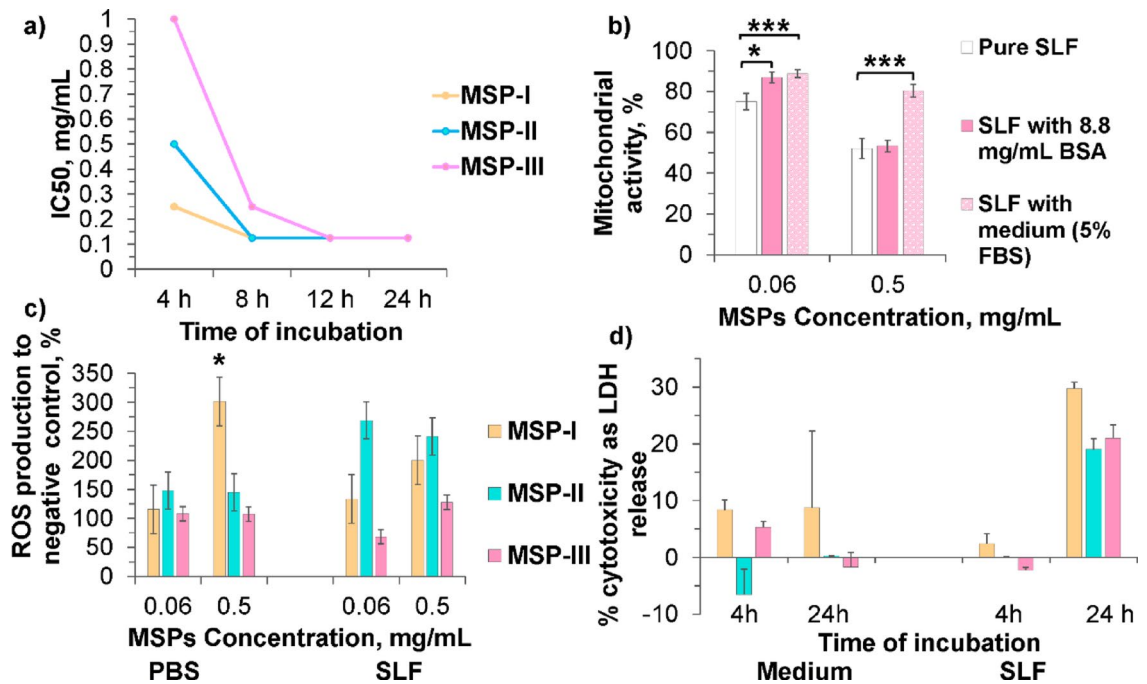 a)
IC50, mg/mL
1
0.9
0.8
0.7
0.6
0.5
0.4
0.3
0.2
0.1
0
4 h 8 h 12 h 24 h
Time of incubation
MSP-I
MSP-II
MSP-III
b)
Mitochondrial
activity, %
100
80
60
40
20
0
***
*
***
0.06 0.5
MSPs Concentration, mg/mL
Pure SLF
SLF with 8.8
mg/mL BSA
SLF with
medium (5%
FBS)
c)
ROS production to
negative control, %
350
300
250
200
150
100
50
0
*
0.06 0.5 0.06 0.5
MSPs Concentration, mg/mL
PBS SLF
MSP-I
MSP-II
MSP-III
d)
% cytotoxicity as LDH
release
30
20
10
0
-10
4h 24h 4h 24 h
Time of incubation
Medium SLF